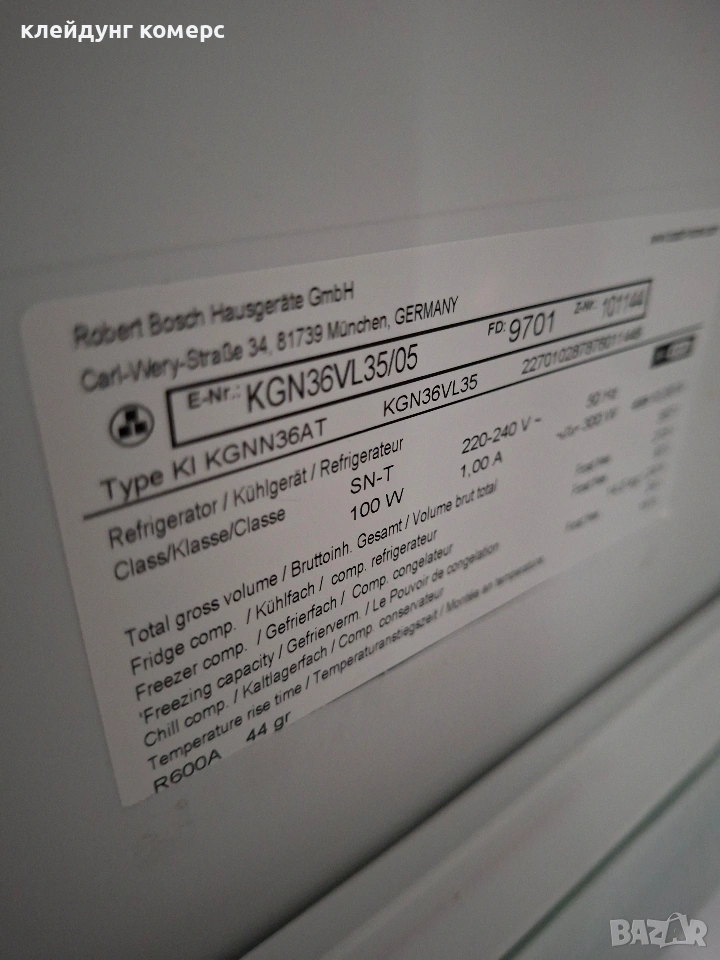 клейдунг комерс
Robert Bosch Hausgeräte GmbH
Carl-Wery-Straße 34, 81739 München, GERMANY
E-Nr.: KGN36VL35/05 FD: 9701 Z-Nr.: 101144
Type KI KGNN36AT KGN36VL35
Refrigerator / Kühlgerät / Refrigerateur 220-240 V ~ 50 Hz
Class/Klasse/Classe SN-T 1,00 A 300 W
100 W
Total gross volume / Bruttoinh. Gesamt / Volume brut total
Fridge comp. / Kühlfach / comp. refrigerateur
Freezer comp. / Gefrierfach / Comp. congelateur
'Freezing capacity / Gefrierverm. / Le Pouvoir de congelation
Chill comp. / Kaltlagerfach / Comp. conservateur
Temperature rise time / Temperaturanstiegszeit / Montée en temperature
R600A 44 gr
BAZAR